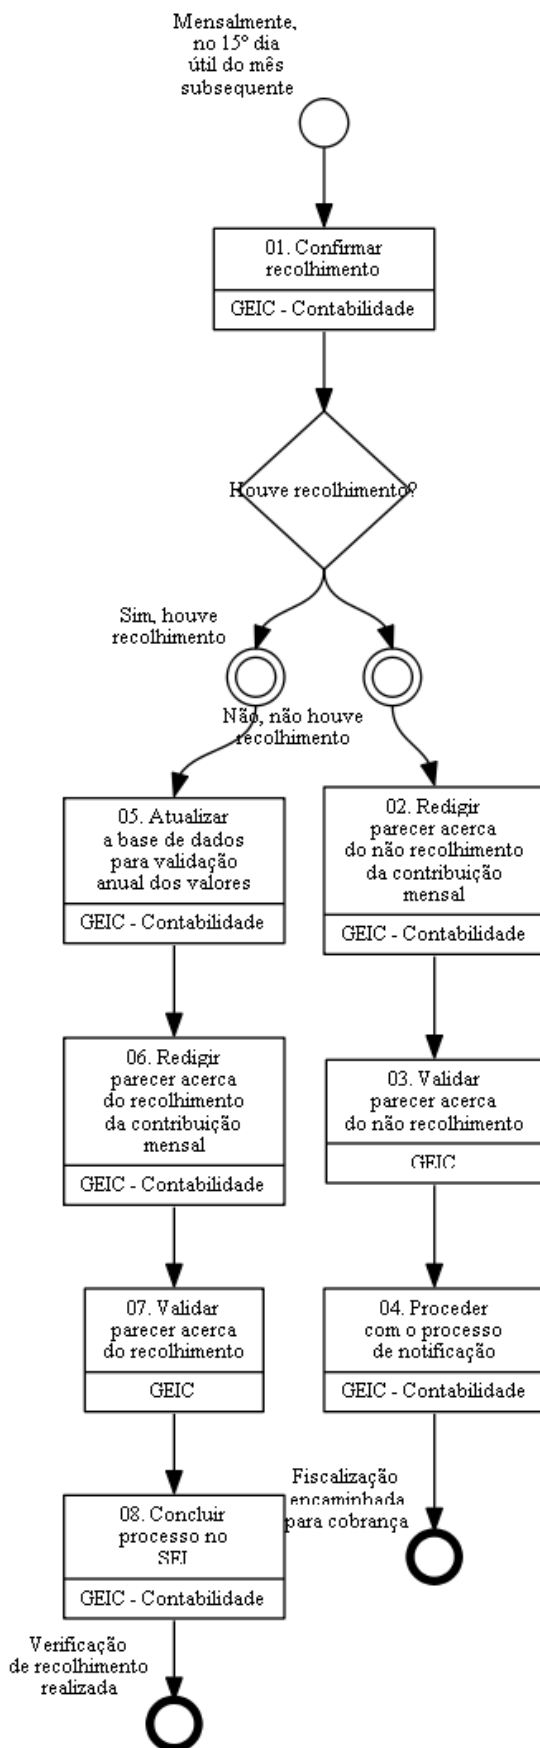 Mensalmente,
no 15º dia
útil do mês
subsequente
01. Confirmar
recolhimento
GEIC - Contabilidade
Houve recolhimento?
Sim, houve
recolhimento
Não, não houve
recolhimento
05. Atualizar
a base de dados
para validação
anual dos valores
GEIC - Contabilidade
02. Redigir
parecer acerca
do não recolhimento
da contribuição
mensal
GEIC - Contabilidade
06. Redigir
parecer acerca
do recolhimento
da contribuição
mensal
GEIC - Contabilidade
03. Validar
parecer acerca
do não recolhimento
GEIC
07. Validar
parecer acerca
do recolhimento
GEIC
04. Proceder
com o processo
de notificação
GEIC - Contabilidade
08. Concluir
processo no
SEI
GEIC - Contabilidade
Fiscalização
encaminhada
para cobrança
Verificação
de recolhimento
realizada